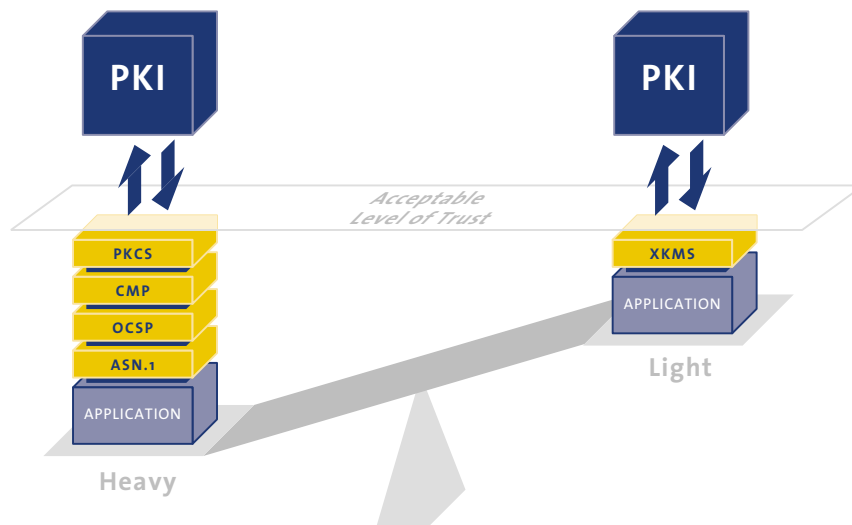 PKI
PKI
Acceptable
Level of Trust
PKCS
XKMS
CMP
APPLICATION
OCSP
ASN.1
Light
APPLICATION
Heavy